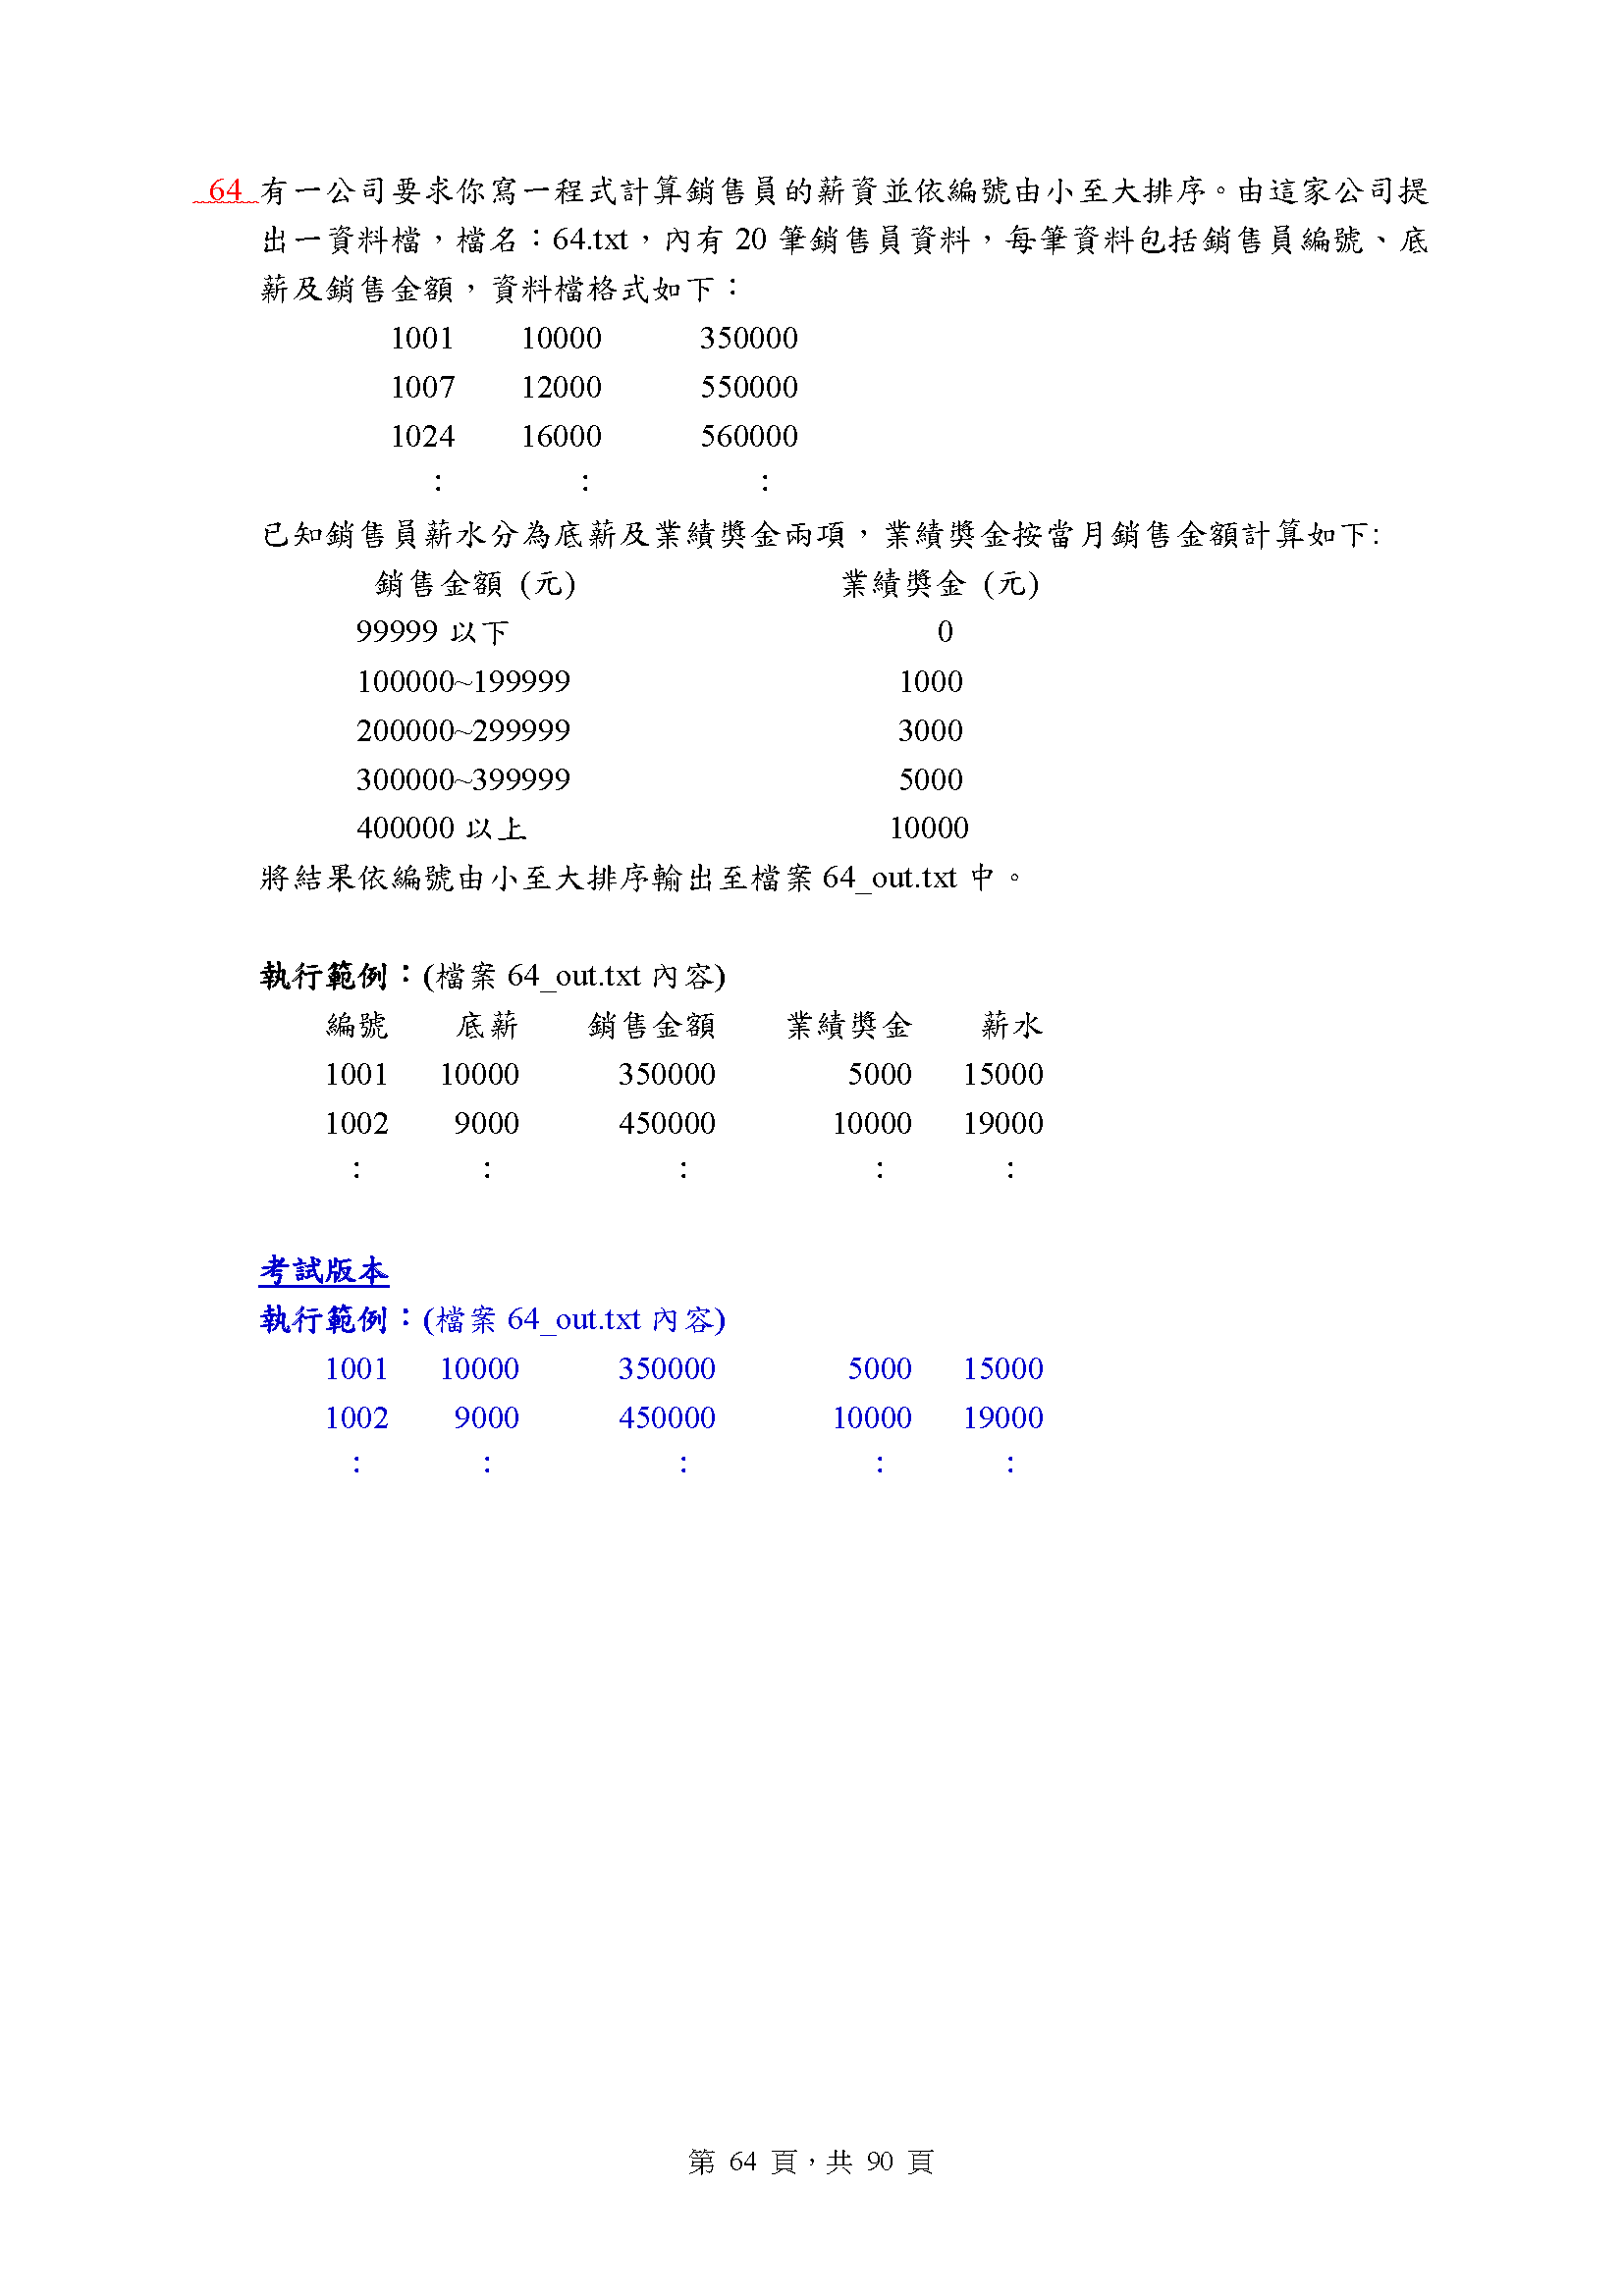 64 有一公司要求你寫一程式計算銷售員的薪資並依編號由小至大排序。由這家公司提
出一資料檔，檔名：64.txt，內有 20 筆銷售員資料，每筆資料包括銷售員編號、底
薪及銷售金額，資料檔格式如下：
1001 10000 350000
1007 12000 550000
1024 16000 560000
： ： ：
已知銷售員薪水分為底薪及業績獎金兩項，業績獎金按當月銷售金額計算如下:
銷售金額 (元) 業績獎金 (元)
99999 以下 0
100000~199999 1000
200000~299999 3000
300000~399999 5000
400000 以上 10000
將結果依編號由小至大排序輸出至檔案 64_out.txt 中。
執行範例：(檔案 64_out.txt 內容)
編號 底薪 銷售金額 業績獎金 薪水
1001 10000 350000 5000 15000
1002 9000 450000 10000 19000
： ： ： ： ：
考試版本
執行範例：(檔案 64_out.txt 內容)
1001 10000 350000 5000 15000
1002 9000 450000 10000 19000
： ： ： ： ：
第 64 頁，共 90 頁